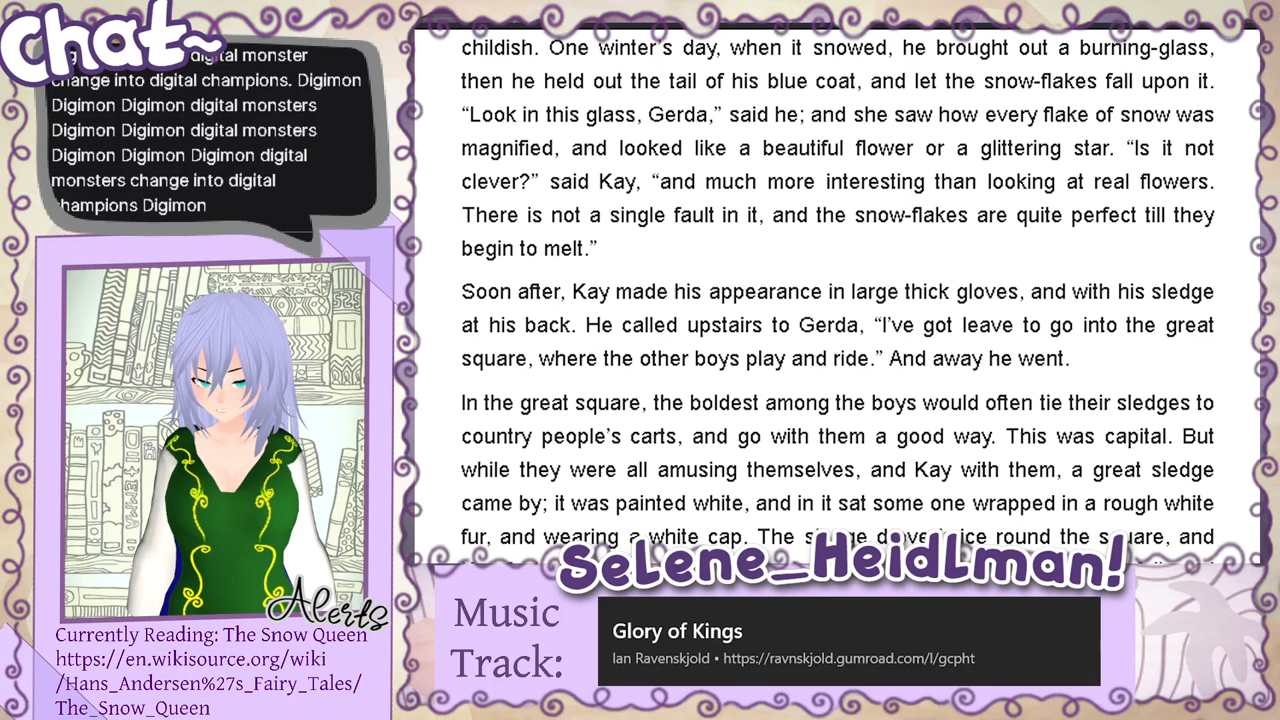 Chat~
digital monster
change into digital champions. Digimon
Digimon Digimon digital monsters
Digimon Digimon digital monsters
Digimon Digimon Digimon digital
monsters change into digital
champions Digimon
childish. One winter’s day, when it snowed, he brought out a burning-glass,
then he held out the tail of his blue coat, and let the snow-flakes fall upon it.
“Look in this glass, Gerda,” said he; and she saw how every flake of snow was
magnified, and looked like a beautiful flower or a glittering star. “Is it not
clever?” said Kay, “and much more interesting than looking at real flowers.
There is not a single fault in it, and the snow-flakes are quite perfect till they
begin to melt.”
Soon after, Kay made his appearance in large thick gloves, and with his sledge
at his back. He called upstairs to Gerda, “I’ve got leave to go into the great
square, where the other boys play and ride.” And away he went.
In the great square, the boldest among the boys would often tie their sledges to
country people’s carts, and go with them a good way. This was capital. But
while they were all amusing themselves, and Kay with them, a great sledge
came by; it was painted white, and in it sat some one wrapped in a rough white
fur, and wearing a white cap. The sledge drove twice round the square, and
Alerts
Currently Reading: The Snow Queen
https://en.wikisource.org/wiki
/Hans_Andersen%27s_Fairy_Tales/
The_Snow_Queen
Selene_Heidlman!
Music
Track:
Glory of Kings
Ian Ravenskjold • https://ravnskjold.gumroad.com/l/gcpht